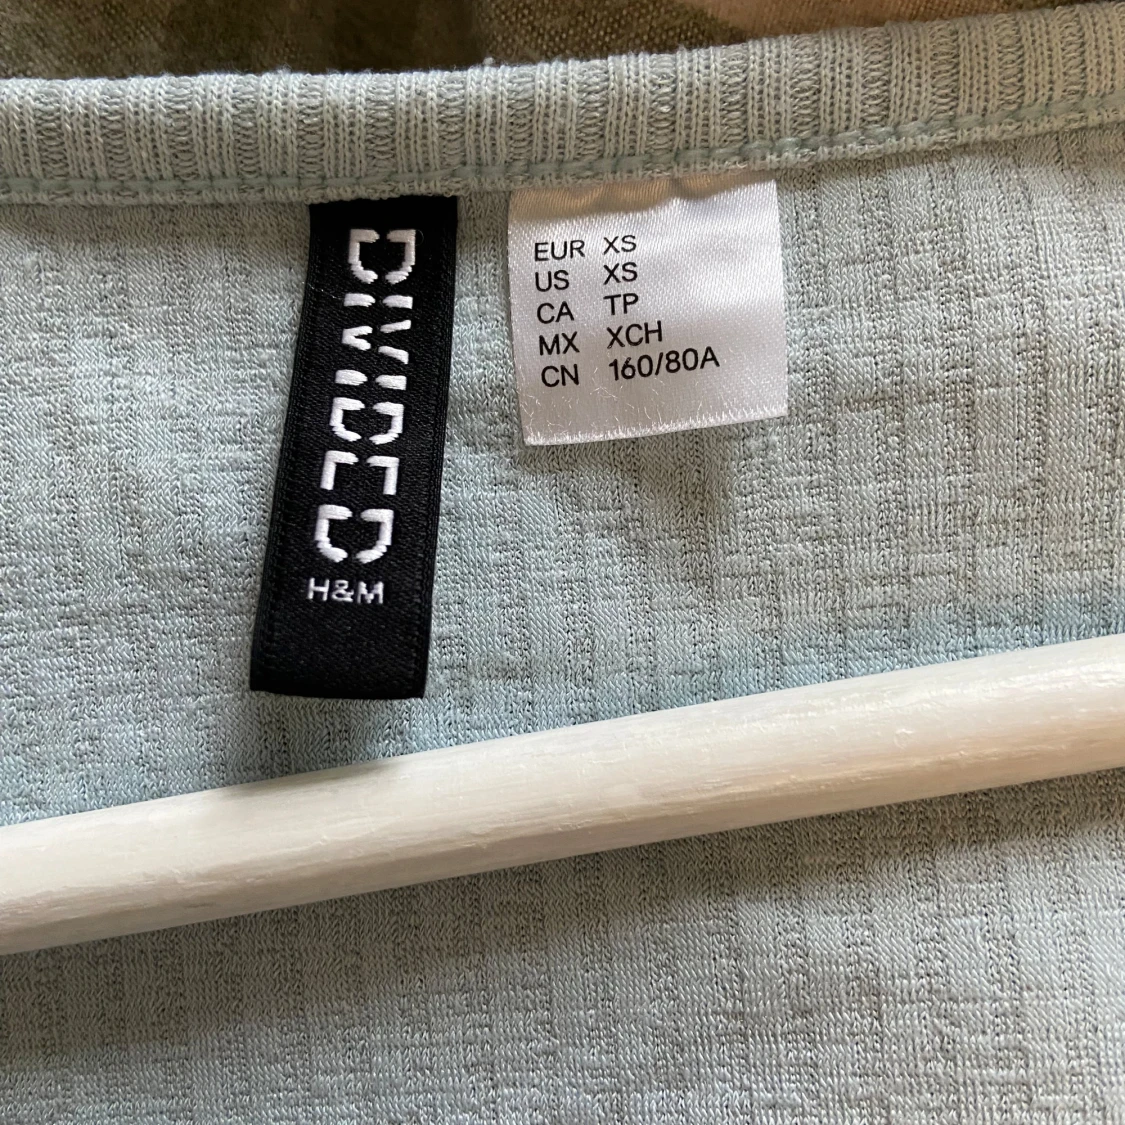 DIVIDED
H&M
EUR XS
US XS
CA TP
MX XCH
CN 160/80A